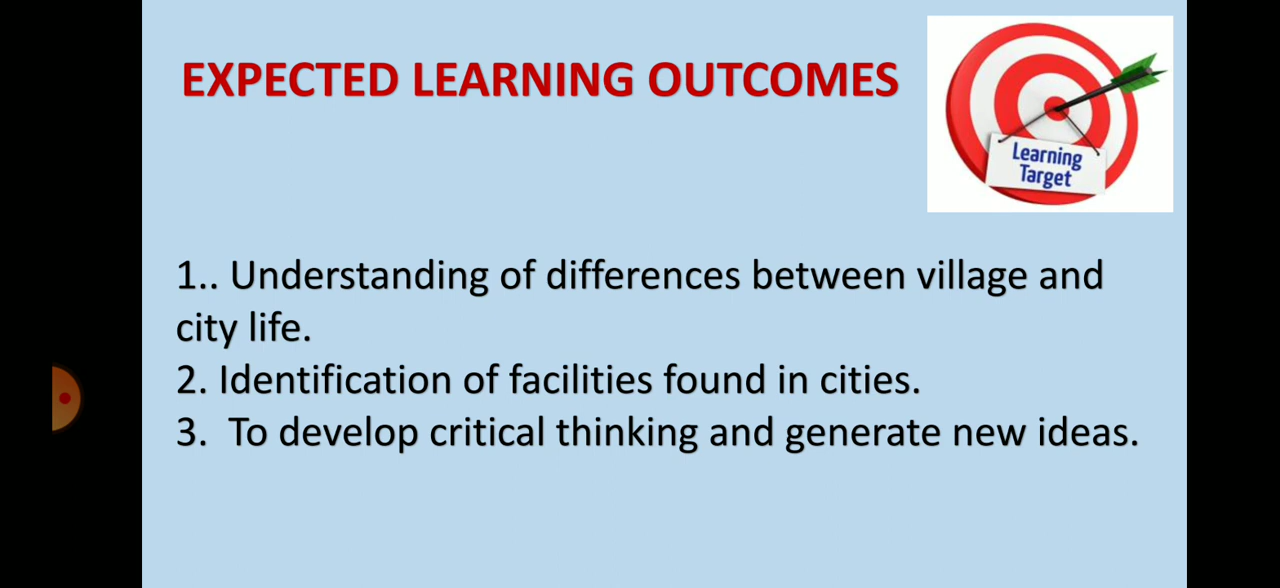 EXPECTED LEARNING OUTCOMES
Learning
Target
1.. Understanding of differences between village and
city life.
2. Identification of facilities found in cities.
3. To develop critical thinking and generate new ideas.